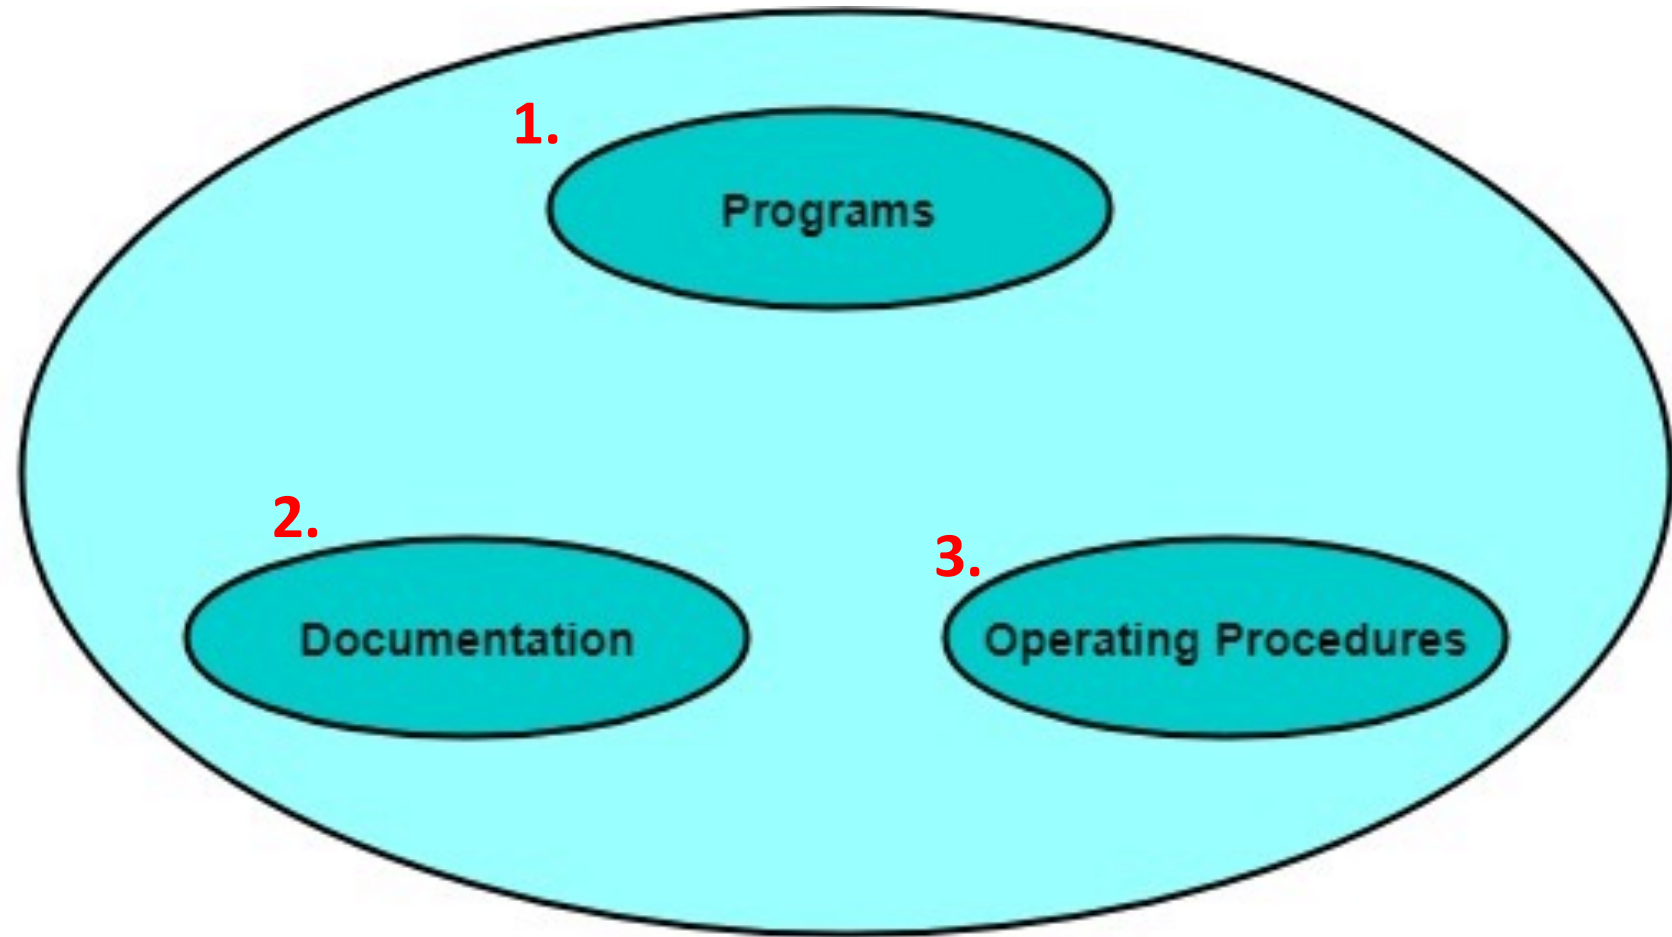 1.
Programs
2.
Documentation
3.
Operating Procedures